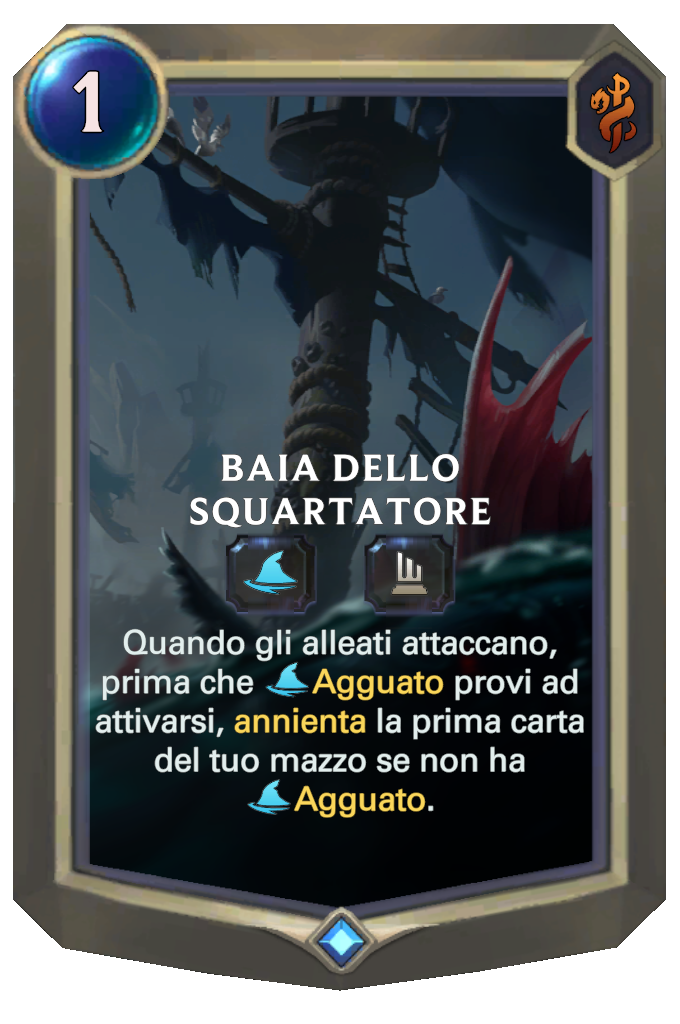 1
BAIA DELLO
SQUARTATORE
Quando gli alleati attaccano,
prima che Agguato provi ad
attivarsi, annienta la prima carta
del tuo mazzo se non ha
Agguato.